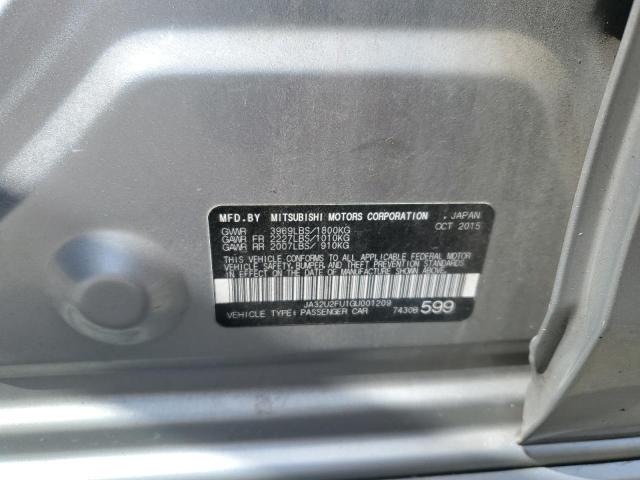 MFD.BY MITSUBISHI MOTORS CORPORATION , JAPAN
GVWR 3969LBS/1800KG OCT 2015
GAWR FR 2227LBS/1010KG
GAWR RR 2007LBS/ 910KG
THIS VEHICLE CONFORMS TO ALL APPLICABLE FEDERAL MOTOR
VEHICLE SAFETY,BUMPER,AND THEFT PREVENTION STANDARDS
IN EFFECT ON THE DATE OF MANUFACTURE SHOWN ABOVE.
JA32U2FU1GU001209
VEHICLE TYPE: PASSENGER CAR 7430B 599